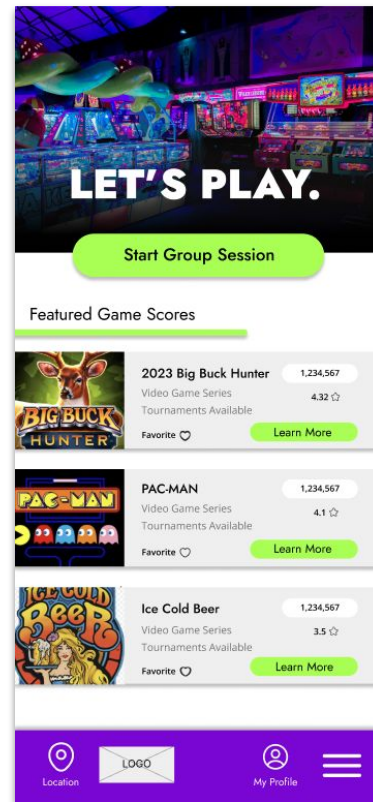 LET'S PLAY.
Start Group Session
Featured Game Scores
BIG BUCK
HUNTER
2023 Big Buck Hunter
1,234,567
Video Game Series
4.32
Tournaments Available
Favorite
Learn More
PAC-MAN
PAC-MAN
1,234,567
Video Game Series
4.1
Tournaments Available
Favorite
Learn More
ICE COLD
Beer
Ice Cold Beer
1,234,567
Video Game Series
3.5
Tournaments Available
Favorite
Learn More
Location
LOGO
My Profile